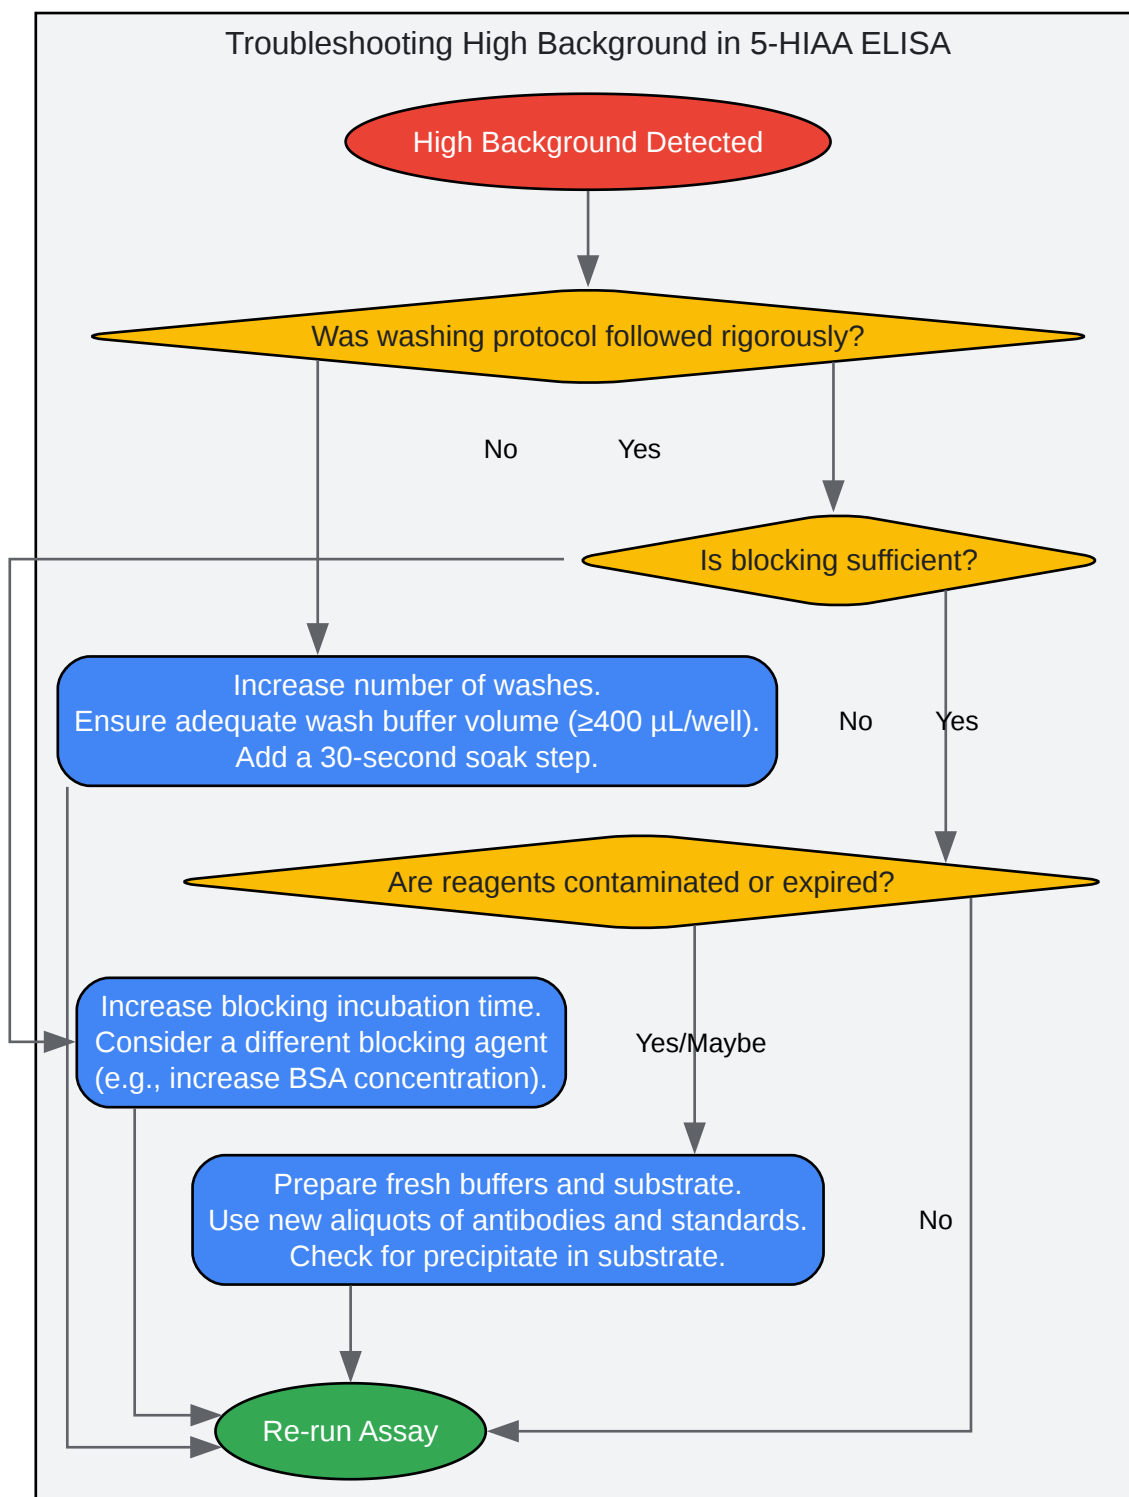 Troubleshooting High Background in 5-HIAA ELISA
High Background Detected
Was washing protocol followed rigorously?
No
Yes
Is blocking sufficient?
Increase number of washes.
Ensure adequate wash buffer volume (≥400 µL/well).
Add a 30-second soak step.
No
Yes
Are reagents contaminated or expired?
Increase blocking incubation time.
Consider a different blocking agent
(e.g., increase BSA concentration).
Yes/Maybe
Prepare fresh buffers and substrate.
Use new aliquots of antibodies and standards.
Check for precipitate in substrate.
No
Re-run Assay